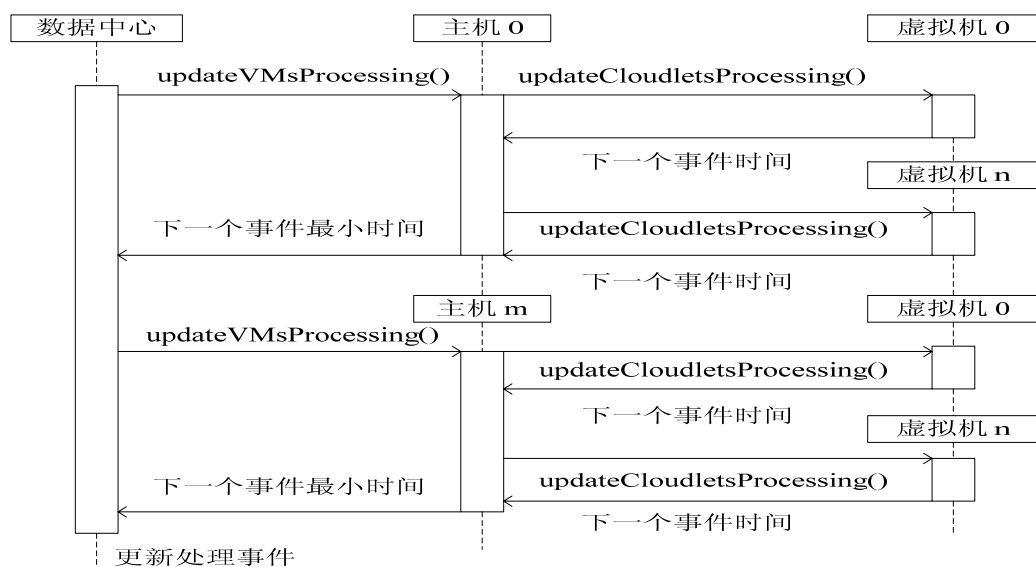 数据中心
主机 0
虚拟机 0
updateVMsProcessing()
updateCloudletsProcessing()
下一个事件时间
虚拟机 n
下一个事件最小时间
updateCloudletsProcessing()
下一个事件时间
主机 m
虚拟机 0
updateVMsProcessing()
updateCloudletsProcessing()
下一个事件时间
虚拟机 n
下一个事件最小时间
updateCloudletsProcessing()
下一个事件时间
更新处理事件